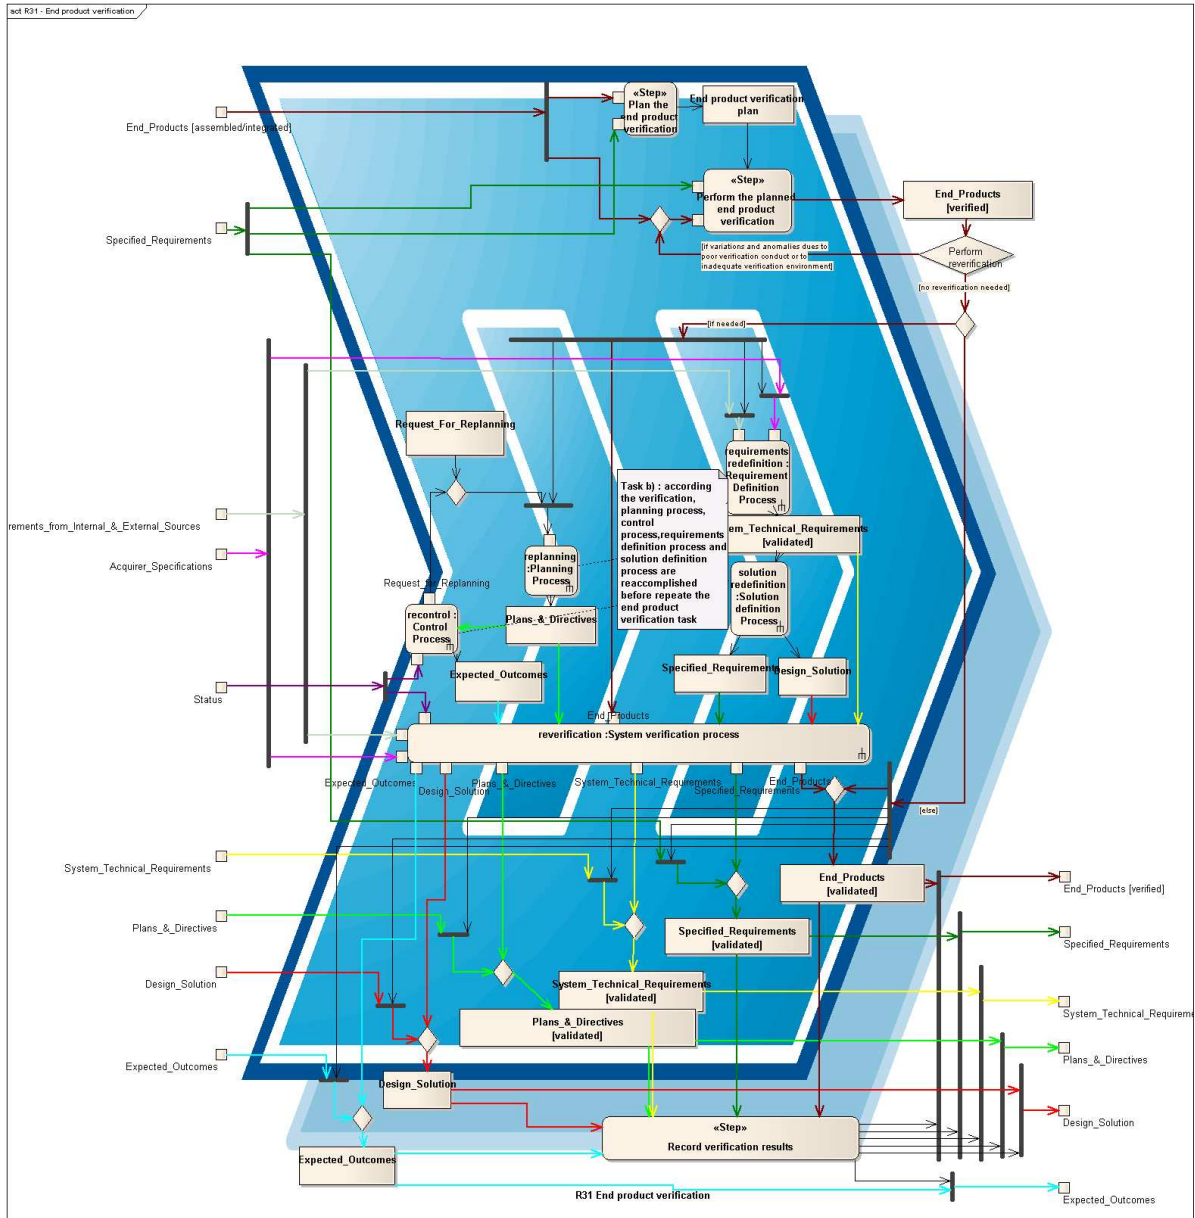 act R31 - End product verification
«Step»
Plan the
end product
verification
End product verification
plan
End_Products [assembled/integrated]
«Step»
Perform the planned
end product
verification
End_Products
[verified]
Specified_Requirements
[if variations and anomalies dues to
poor verification conduct or to
inadequate verification environment]
Perform
reverification
[no reverification needed]
[if needed]
Request_For_Replanning
requirements
redefinition :
Requirement
Definition
Process
Task b) : according
the verification,
planning process,
control
process,requirements
definition process and
solution definition
process are
reaccomplished
before repeate the
end product
verification task
rements_from_Internal_&_External_Sources
em_Technical_Requirements
[validated]
Acquirer_Specifications
replanning
:Planning
Process
solution
redefinition
:Solution
definition
Process
Request_for_Replanning
recontrol :
Control
Process
Plans_&_Directives
Expected_Outcomes
Specified_Requirements
Design_Solution
Status
End_Products
reverification :System verification process
Expected_Outcomes
Design_Solution
Plans_&_Directives
System_Technical_Requirements
Specified_Requirements
End_Products
[else]
System_Technical_Requirements
End_Products
[validated]
End_Products [verified]
Plans_&_Directives
Specified_Requirements
[validated]
Specified_Requirements
Design_Solution
System_Technical_Requirements
[validated]
System_Technical_Requireme
Plans_&_Directives
[validated]
Plans_&_Directives
Expected_Outcomes
Design_Solution
Design_Solution
«Step»
Record verification results
Expected_Outcomes
R31 End product verification
Expected_Outcomes